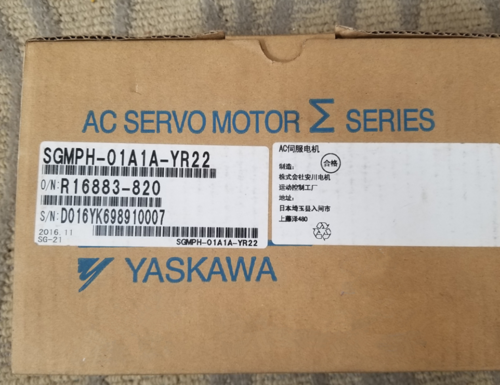 AC SERVO MOTOR Σ SERIES
SGMPH-01A1A-YR22
O/N: R16883-820
S/N: D016YK698910007
2016.11
SG-21
SGMPH-01A1A-YR22
AC伺服电机
制造:
合格
株式会社安川电机
运动控制工厂
地址:
日本埼玉县入间市
上藤泽480
YASKAWA